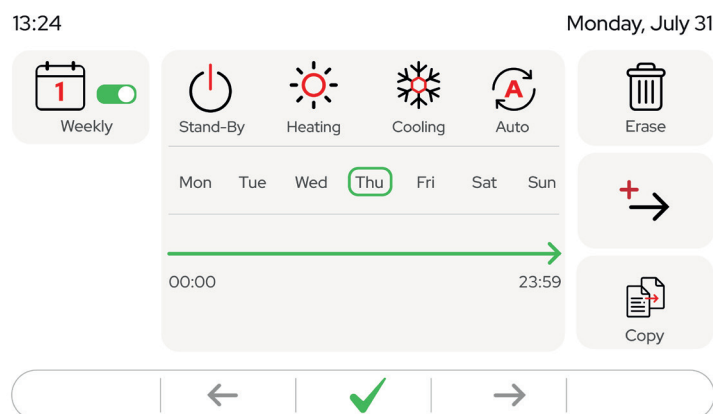 13:24
Monday, July 31
1
Weekly
Stand-By
Heating
Cooling
A
Auto
Erase
Mon Tue Wed Thu Fri Sat Sun
00:00
23:59
Copy